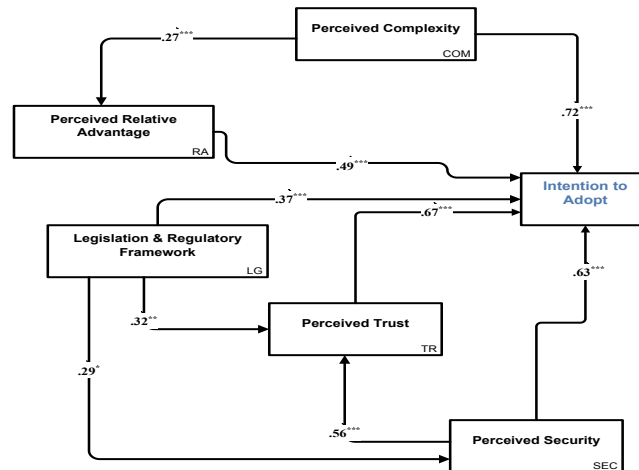 Perceived Complexity
COM
.27***
.72***
Perceived Relative
Advantage
RA
.49***
Intention to
Adopt
.37***
.67***
Legislation & Regulatory
Framework
LG
.63***
.32**
Perceived Trust
TR
.29*
.56***
Perceived Security
SEC